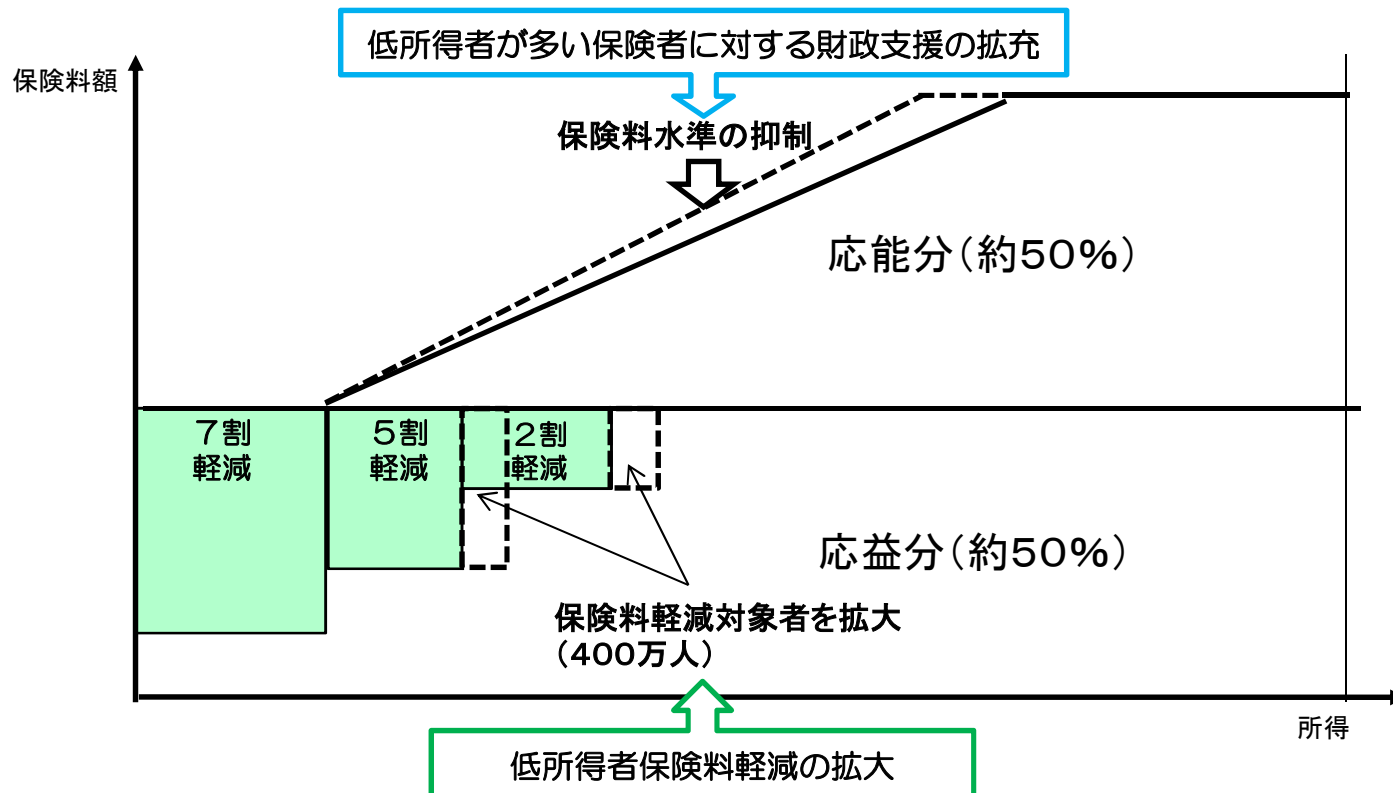 低所得者が多い保険者に対する財政支援の拡充
保険料額
保険料水準の抑制
応能分(約50%)
7割
軽減
5割
軽減
2割
軽減
応益分(約50%)
保険料軽減対象者を拡大
(400万人)
所得
低所得者保険料軽減の拡大